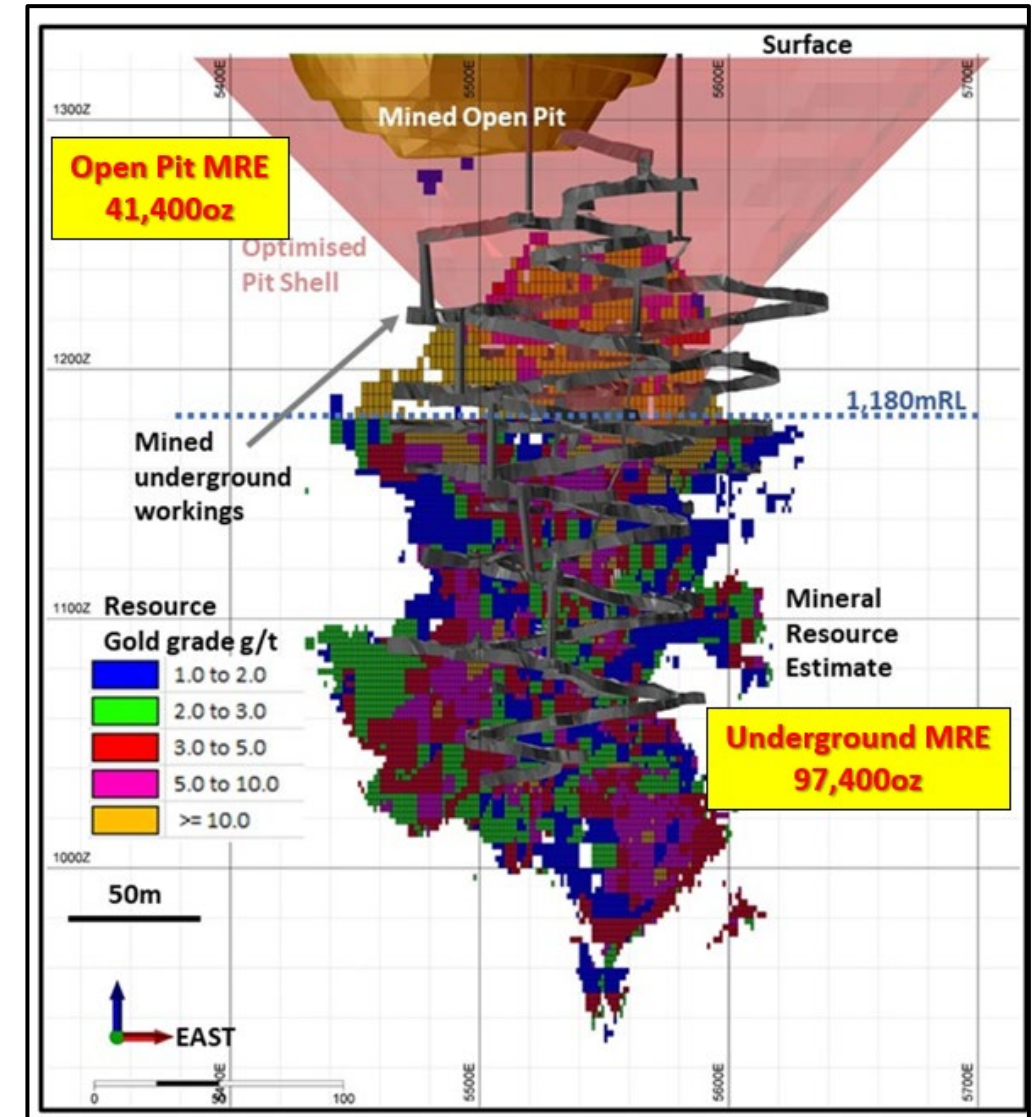 Surface
5400E
5500E
5600E
5700E
1300Z
Mined Open Pit
Open Pit MRE
41,400oz
Optimised
Pit Shell
1200Z
1,180mRL
Mined
underground
workings
1100Z
Resource
Gold grade g/t
1.0 to 2.0
2.0 to 3.0
3.0 to 5.0
5.0 to 10.0
>= 10.0
Mineral
Resource
Estimate
Underground MRE
97,400oz
1000Z
50m
EAST
5500E
5600E
5700E
0
100